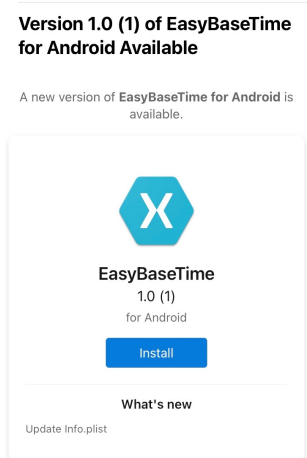 Version 1.0 (1) of EasyBaseTime
for Android Available
A new version of EasyBaseTime for Android is
available.
X
EasyBaseTime
1.0 (1)
for Android
Install
What's new
Update Info.plist